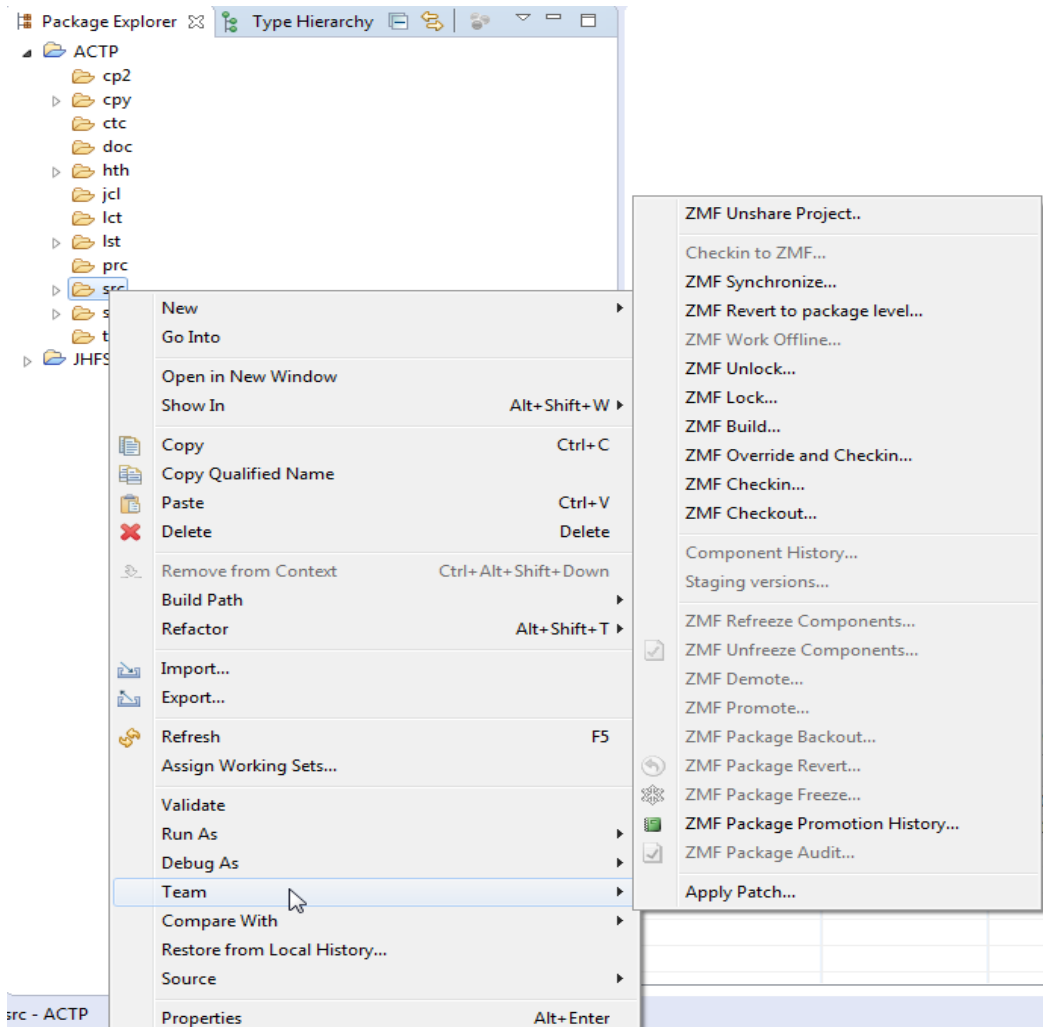 Package Explorer
Type Hierarchy
ACTP
cp2
cpy
ctc
doc
hth
jcl
lct
lst
prc
src
s
t
JHFS
New
Go Into
Open in New Window
Show In Alt+Shift+W
Copy Ctrl+C
Copy Qualified Name
Paste Ctrl+V
Delete Delete
Remove from Context Ctrl+Alt+Shift+Down
Build Path
Refactor Alt+Shift+T
Import...
Export...
Refresh F5
Assign Working Sets...
Validate
Run As
Debug As
Team
Compare With
Restore from Local History...
Source
Properties Alt+Enter
ZMF Unshare Project..
Checkin to ZMF...
ZMF Synchronize...
ZMF Revert to package level...
ZMF Work Offline...
ZMF Unlock...
ZMF Lock...
ZMF Build...
ZMF Override and Checkin...
ZMF Checkin...
ZMF Checkout...
Component History...
Staging versions...
ZMF Refreeze Components...
ZMF Unfreeze Components...
ZMF Demote...
ZMF Promote...
ZMF Package Backout...
ZMF Package Revert...
ZMF Package Freeze...
ZMF Package Promotion History...
ZMF Package Audit...
Apply Patch...
src - ACTP